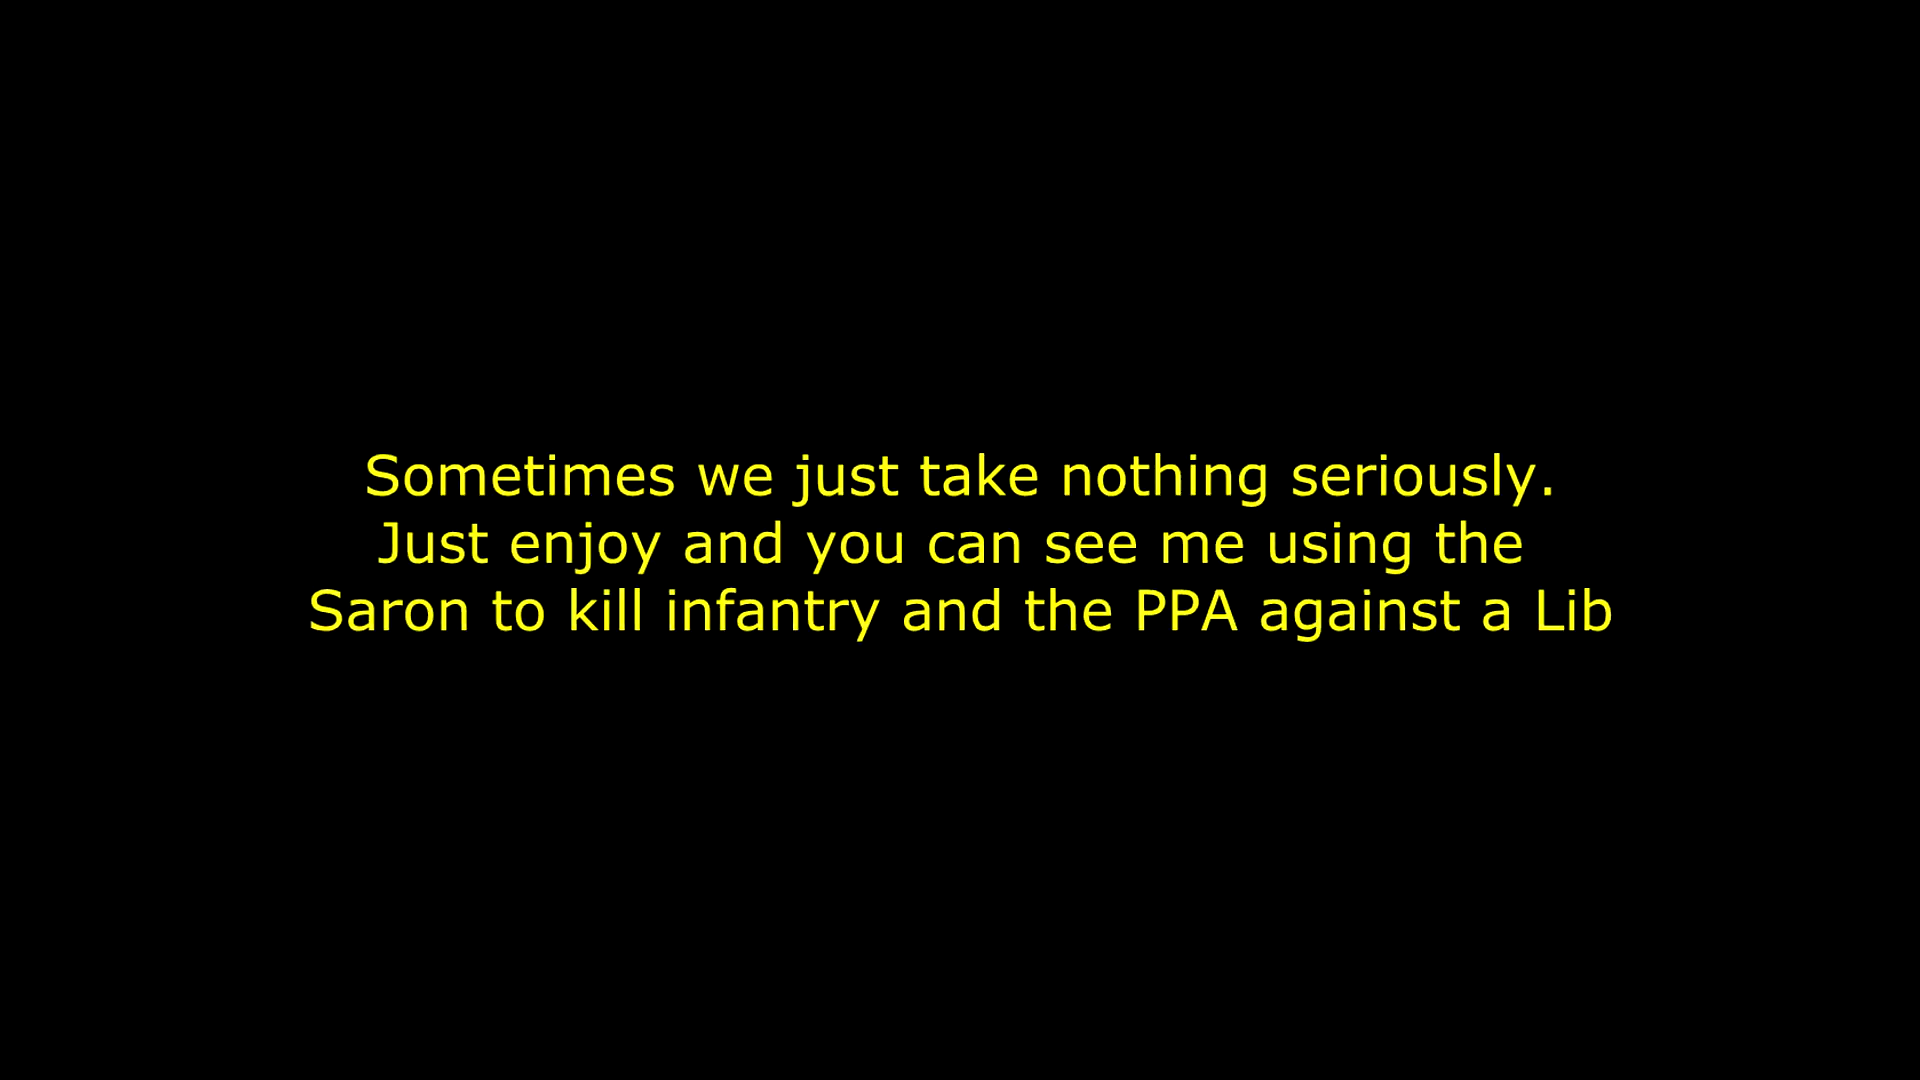 Sometimes we just take nothing seriously.
Just enjoy and you can see me using the
Saron to kill infantry and the PPA against a Lib